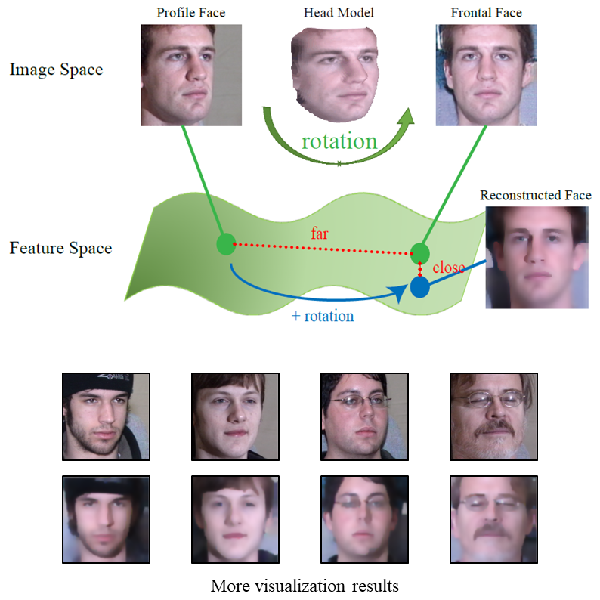 Profile Face
Head Model
Frontal Face
Image Space
rotation
Reconstructed Face
far
Feature Space
close
+ rotation
More visualization results